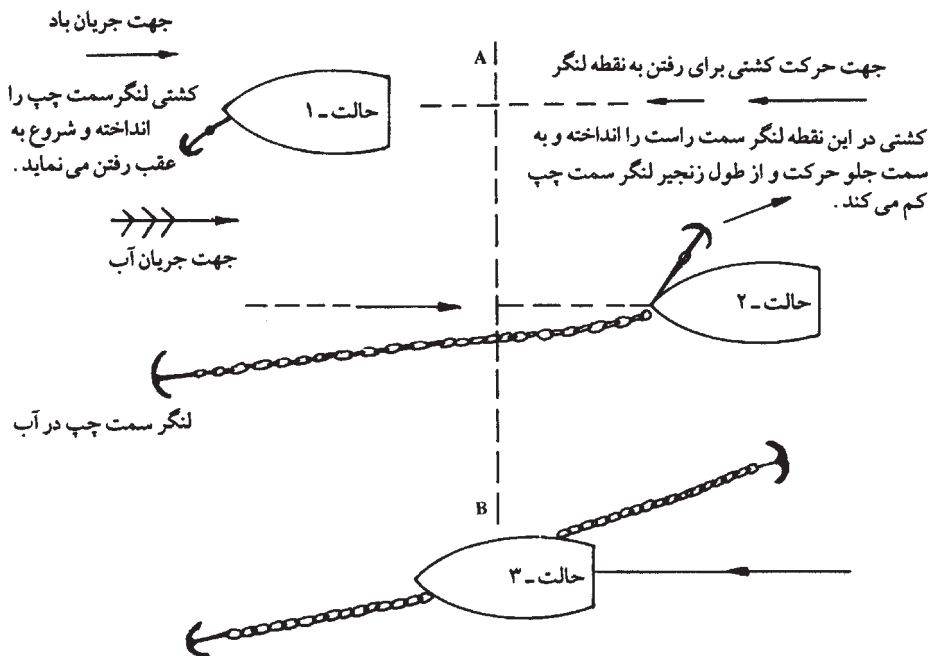 جهت جریان باد
کشتی لنگر سمت چپ را
انداخته و شروع به
عقب رفتن می نماید.
جهت جریان آب
حالت ـ ۱
A
جهت حرکت کشتی برای رفتن به نقطه لنگر
کشتی در این نقطه لنگر سمت راست را انداخته و به
سمت جلو حرکت و از طول زنجیر لنگر سمت چپ
کم می کند.
حالت ـ ۲
لنگر سمت چپ در آب
B
حالت ـ ۳